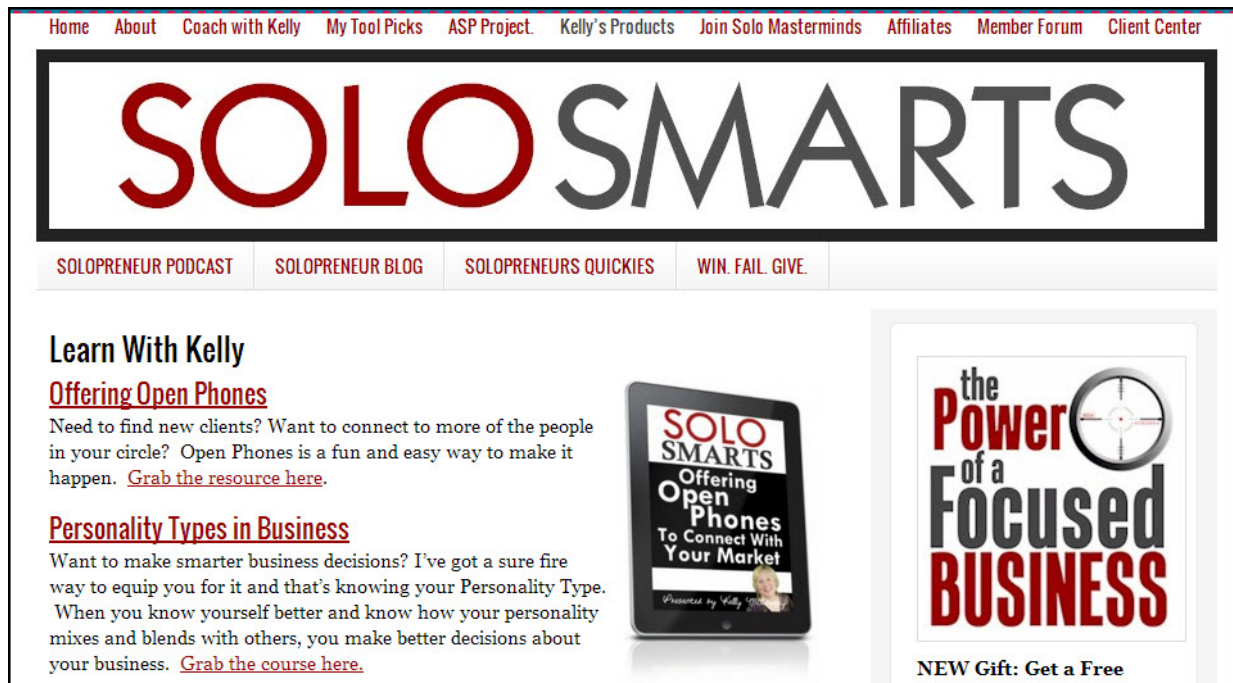 Home About Coach with Kelly My Tool Picks ASP Project. Kelly's Products Join Solo Masterminds Affiliates Member Forum Client Center
SOLOSMARTS
SOLOPRENEUR PODCAST SOLOPRENEUR BLOG SOLOPRENEURS QUICKIES WIN. FAIL. GIVE.
Learn With Kelly
Offering Open Phones
Need to find new clients? Want to connect to more of the people
in your circle? Open Phones is a fun and easy way to make it
happen. Grab the resource here.
Personality Types in Business
Want to make smarter business decisions? I've got a sure fire
way to equip you for it and that's knowing your Personality Type.
When you know yourself better and know how your personality
mixes and blends with others, you make better decisions about
your business. Grab the course here.
SOLO
SMARTS
Offering
Open
Phones
To Connect With
Your Market
Presented by Kelly
the
Power
of a
Focused
BUSINESS
NEW Gift: Get a Free